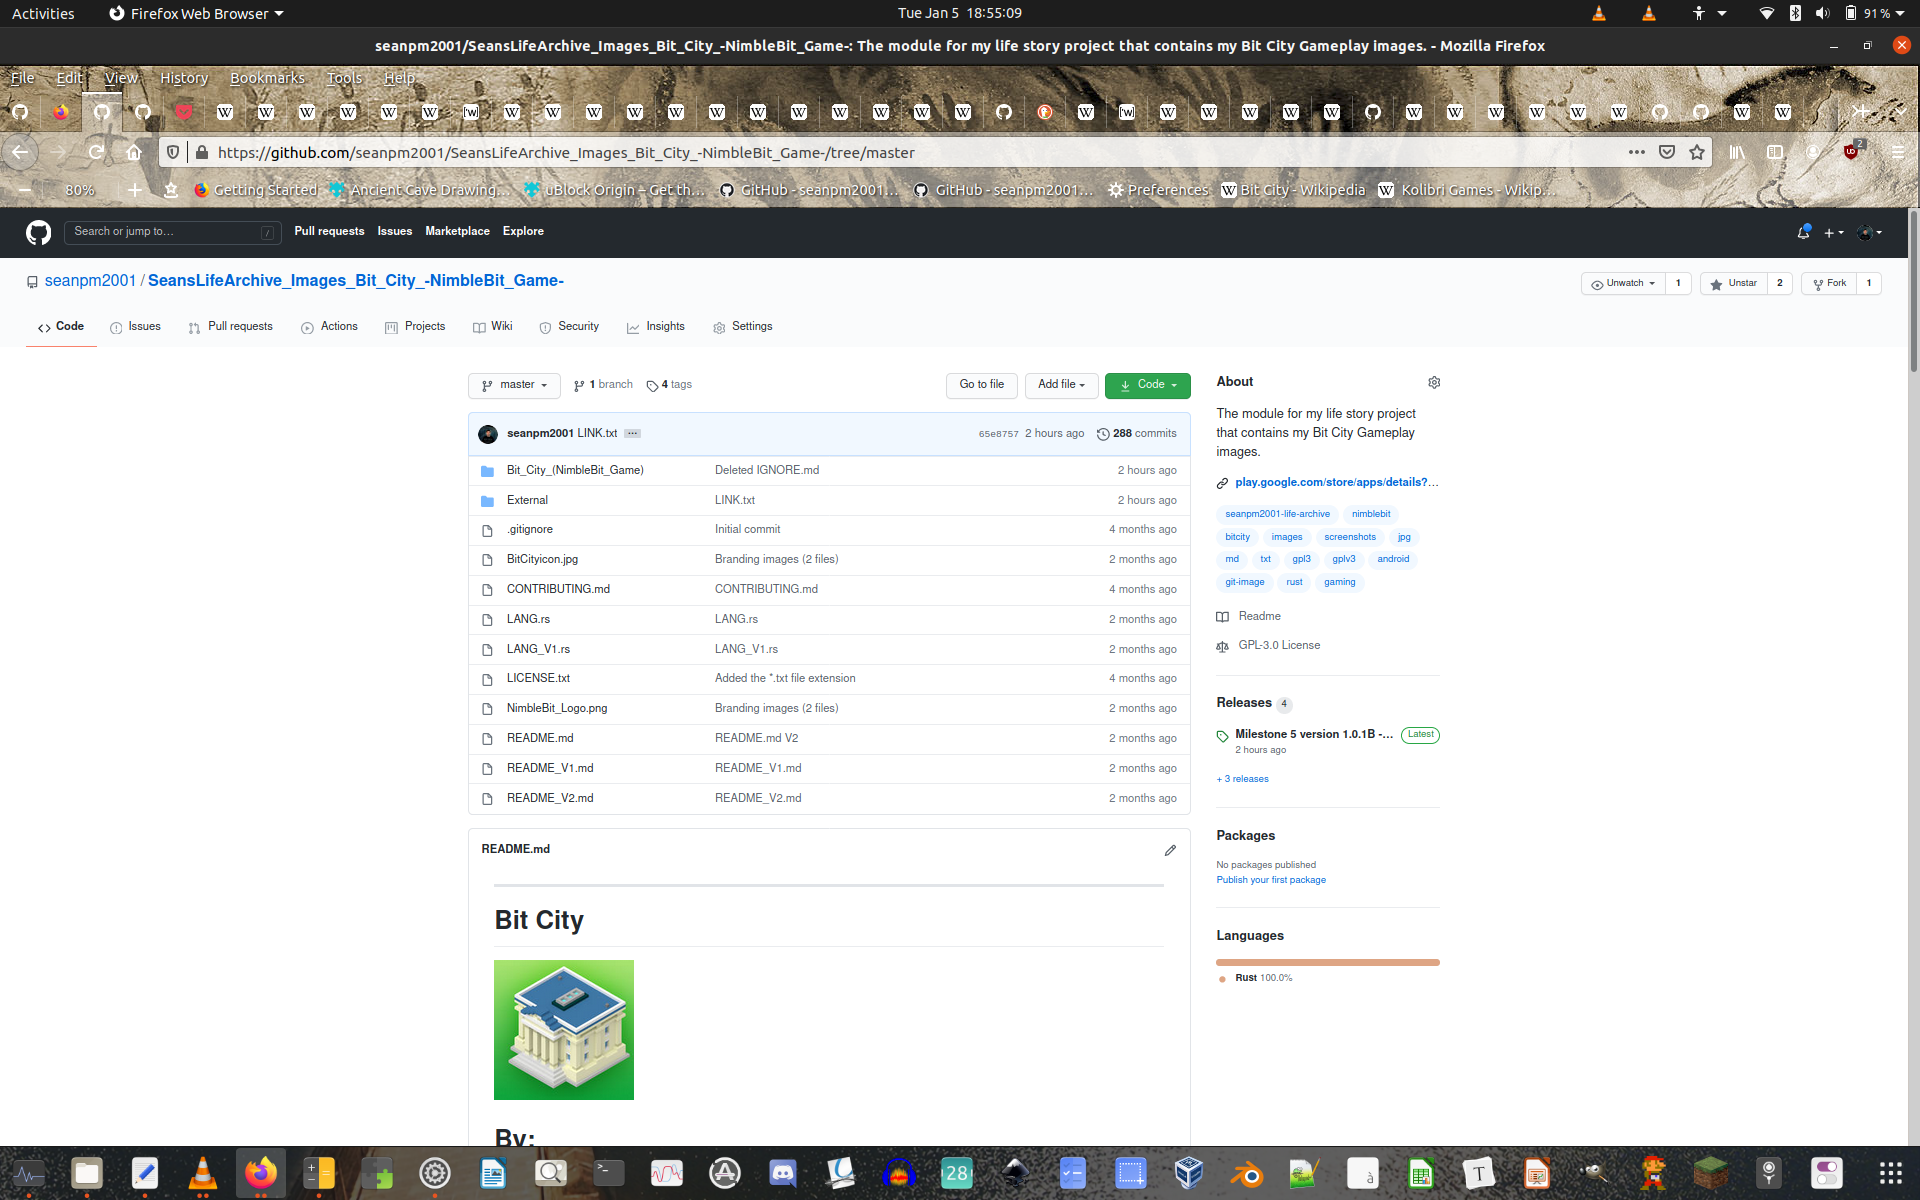 Activities
Firefox Web Browser
Tue Jan 5 18:55:09
91 %
seanpm2001/SeansLifeArchive_Images_Bit_City_-NimbleBit_Game-: The module for my life story project that contains my Bit City Gameplay images. - Mozilla Firefox
File Edit View History Bookmarks Tools Help
https://github.com/seanpm2001/SeansLifeArchive_Images_Bit_City_-NimbleBit_Game-/tree/master
2
80%
Getting Started
Ancient Cave Drawing…
uBlock Origin – Get th…
GitHub - seanpm2001…
GitHub - seanpm2001…
Preferences
Bit City - Wikipedia
Kolibri Games - Wikip…
Search or jump to…
/
Pull requests Issues Marketplace Explore
seanpm2001 / SeansLifeArchive_Images_Bit_City_-NimbleBit_Game-
Unwatch 1
Unstar 2
Fork 1
Code Issues Pull requests Actions Projects Wiki Security Insights Settings
master
1 branch
4 tags
Go to file
Add file
Code
seanpm2001 LINK.txt
65e8757 2 hours ago
288 commits
Bit_City_(NimbleBit_Game) Deleted IGNORE.md 2 hours ago
External LINK.txt 2 hours ago
.gitignore Initial commit 4 months ago
BitCityicon.jpg Branding images (2 files) 2 months ago
CONTRIBUTING.md CONTRIBUTING.md 4 months ago
LANG.rs LANG.rs 2 months ago
LANG_V1.rs LANG_V1.rs 2 months ago
LICENSE.txt Added the *.txt file extension 4 months ago
NimbleBit_Logo.png Branding images (2 files) 2 months ago
README.md README.md V2 2 months ago
README_V1.md README_V1.md 2 months ago
README_V2.md README_V2.md 2 months ago
README.md
Bit City
By:
About
The module for my life story project
that contains my Bit City Gameplay
images.
play.google.com/store/apps/details?…
seanpm2001-life-archive nimblebit
bitcity images screenshots jpg
md txt gpl3 gplv3 android
git-image rust gaming
Readme
GPL-3.0 License
Releases 4
Milestone 5 version 1.0.1B -… Latest
2 hours ago
+ 3 releases
Packages
No packages published
Publish your first package
Languages
Rust 100.0%
28